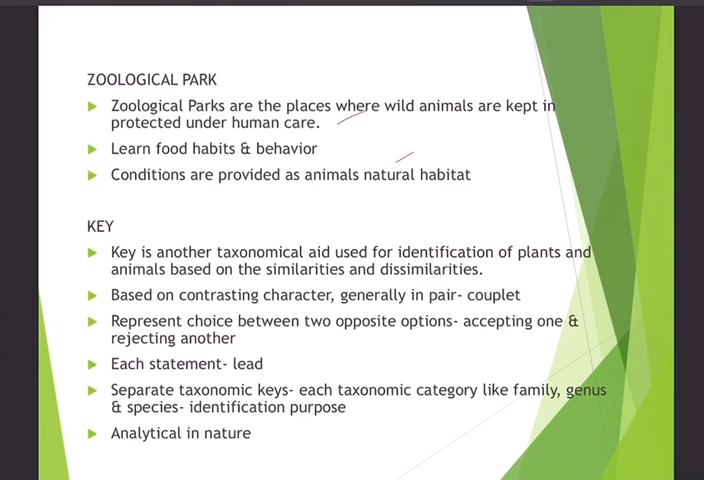 ZOOLOGICAL PARK
Zoological Parks are the places where wild animals are kept in
protected under human care.
Learn food habits & behavior
Conditions are provided as animals natural habitat
KEY
Key is another taxonomical aid used for identification of plants and
animals based on the similarities and dissimilarities.
Based on contrasting character, generally in pair- couplet
Represent choice between two opposite options- accepting one &
rejecting another
Each statement- lead
Separate taxonomic keys- each taxonomic category like family, genus
& species- identification purpose
Analytical in nature